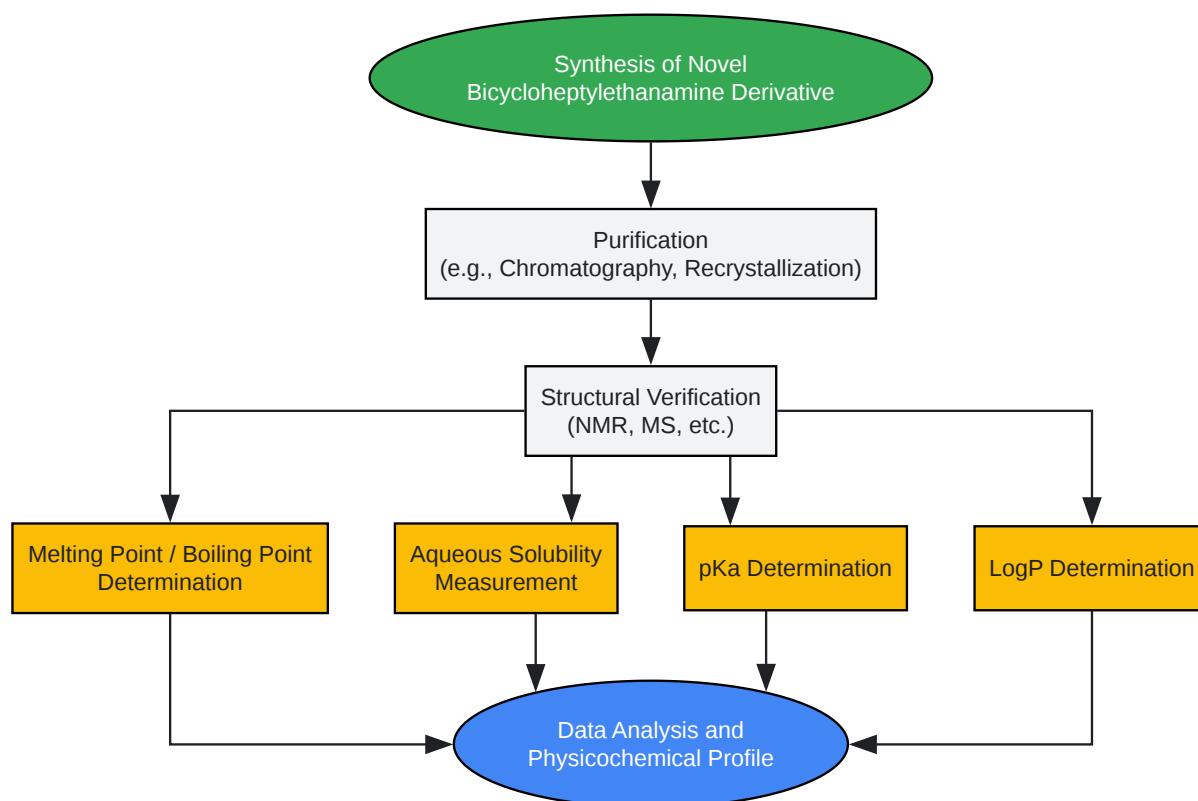 Synthesis of Novel
Bicycloheptylethanamine Derivative
Purification
(e.g., Chromatography, Recrystallization)
Structural Verification
(NMR, MS, etc.)
Melting Point / Boiling Point
Determination
Aqueous Solubility
Measurement
pKa Determination
LogP Determination
Data Analysis and
Physicochemical Profile